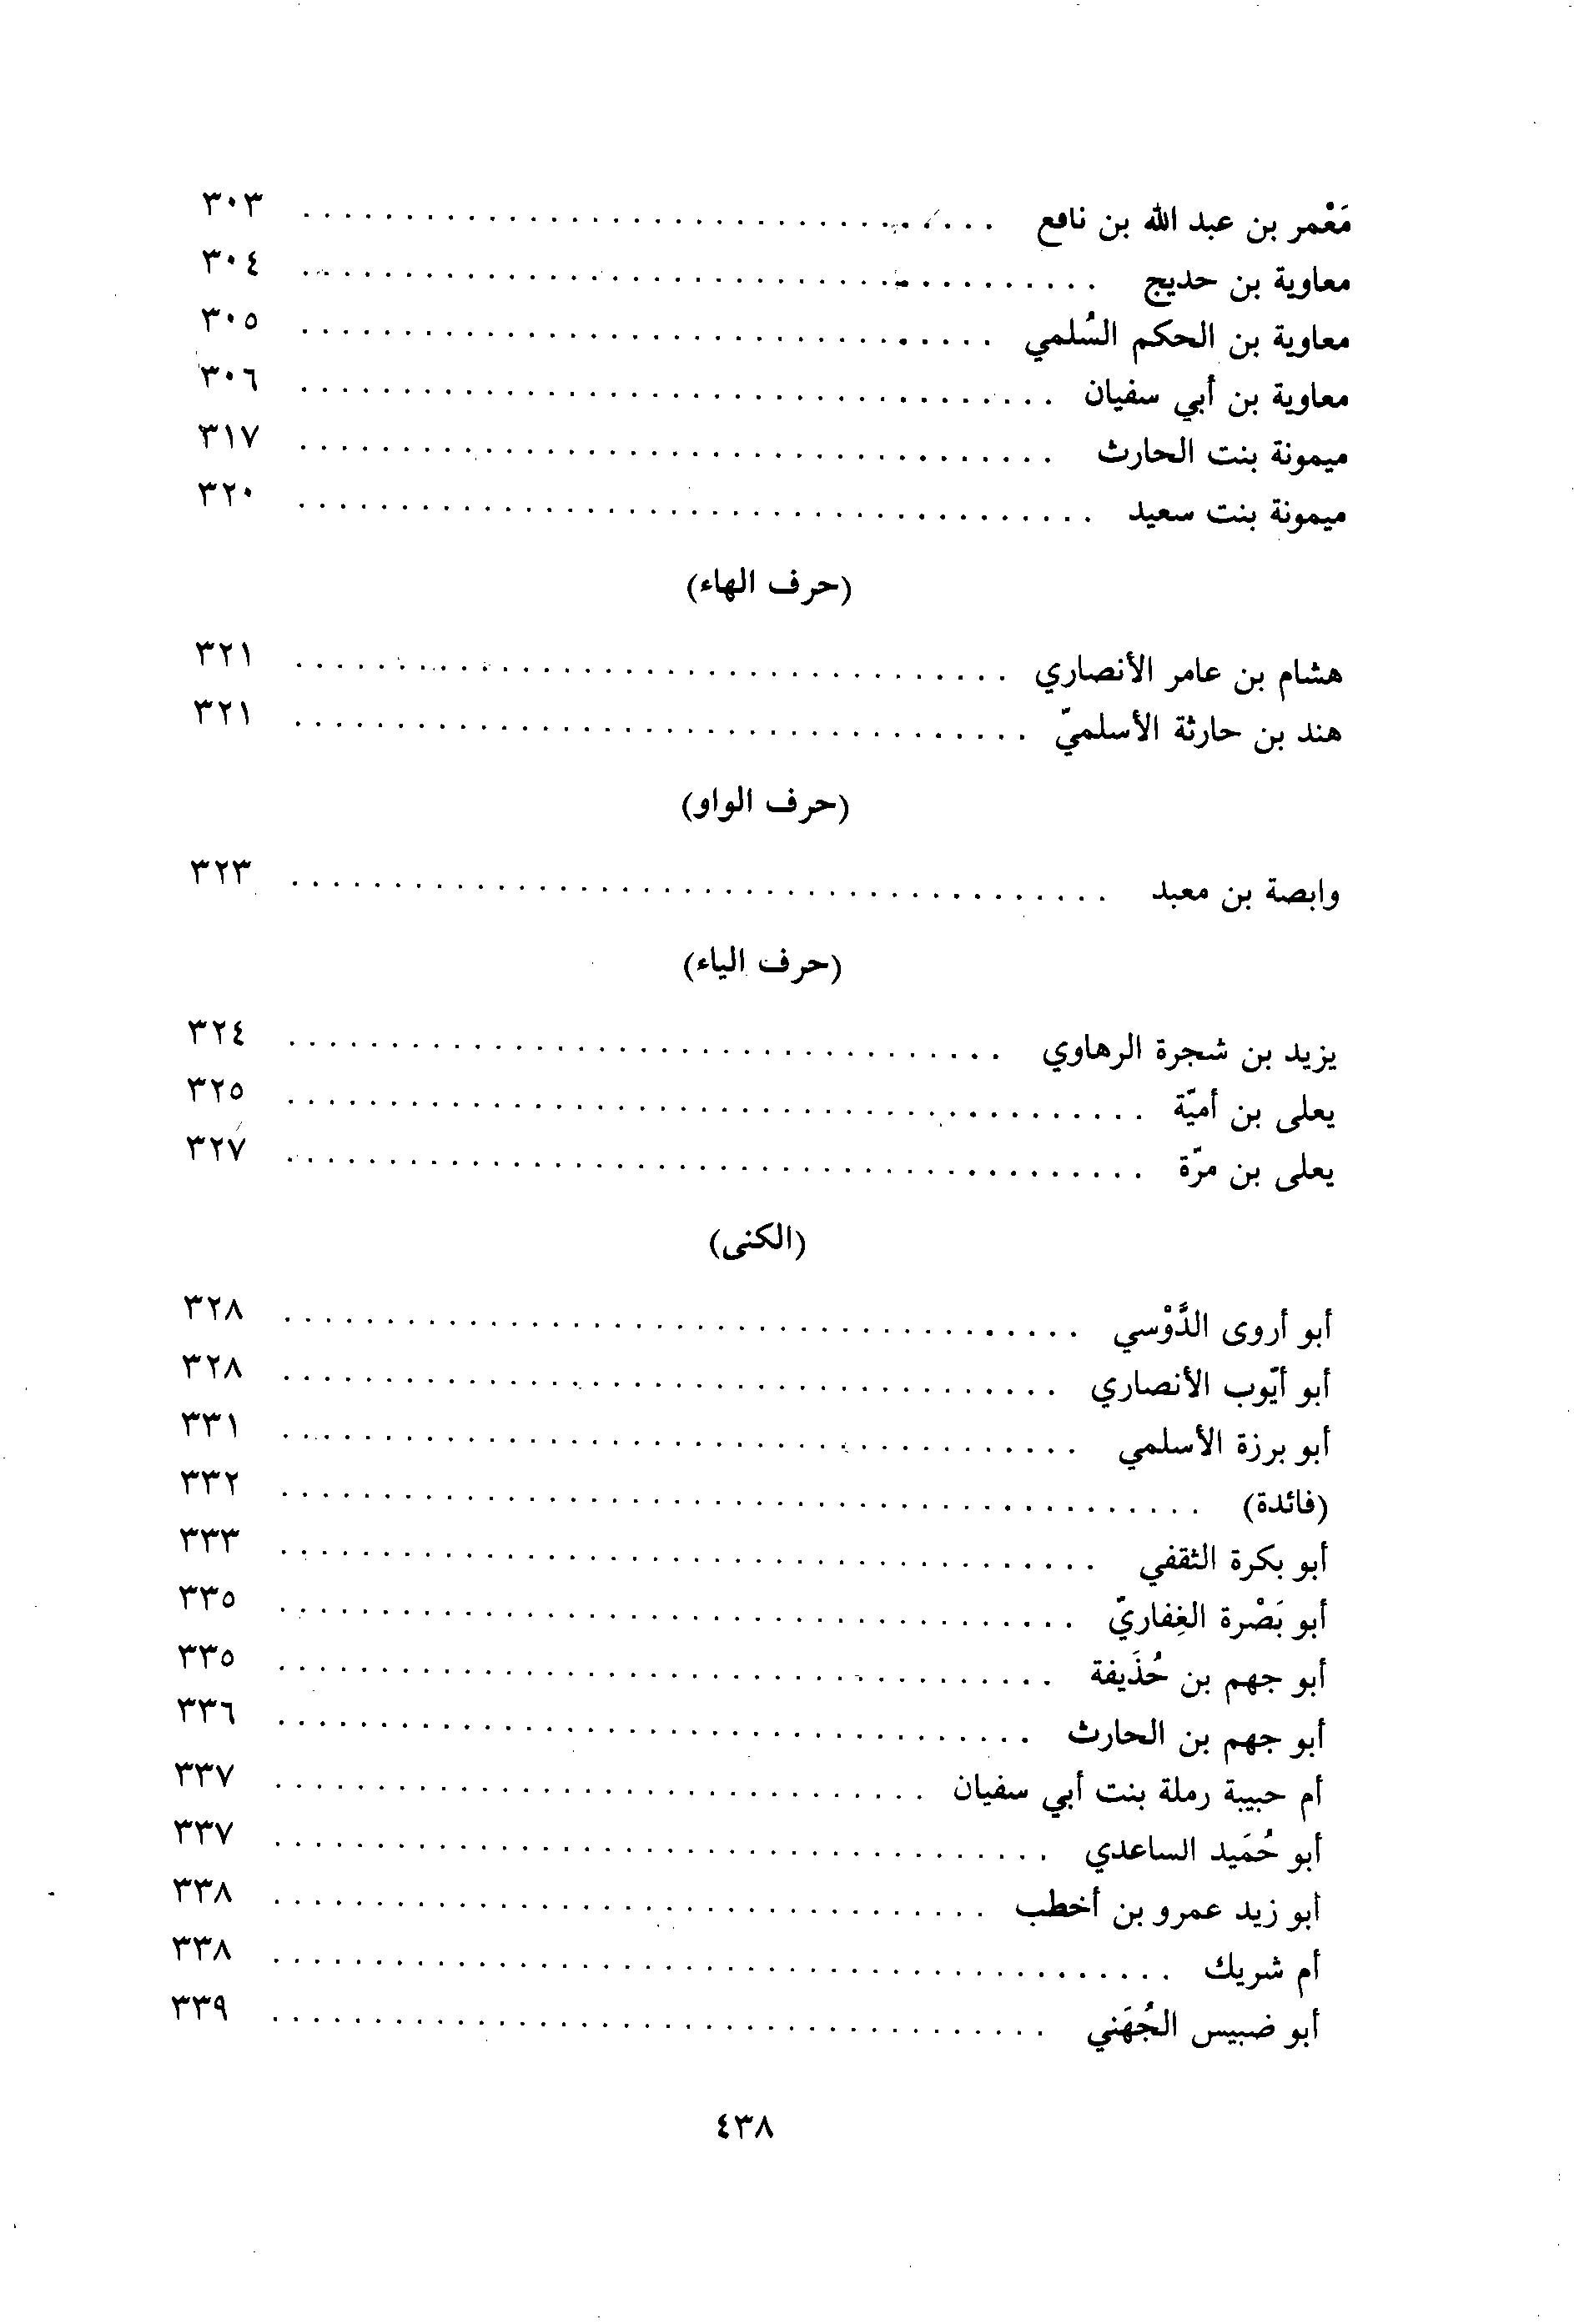 مَعْمر بن عبد الله بن نافع ................................ ٣٠٣
معاوية بن حديج ................................ ٣٠٤
معاوية بن الحكم السُلمي ................................ ٣٠٥
معاوية بن أبي سفيان ................................ ٣٠٦
ميمونة بنت الحارث ................................ ٣١٧
ميمونة بنت سعيد ................................ ٣٢٠
(حرف الهاء)
هشام بن عامر الأنصاري ................................ ٣٢١
هند بن حارثة الأسلميّ ................................ ٣٢١
(حرف الواو)
وابصة بن معبد ................................ ٣٢٣
(حرف الياء)
يزيد بن شجرة الرهاوي ................................ ٣٢٤
يعلى بن أميّة ................................ ٣٢٥
يعلى بن مرّة ................................ ٣٢٧
(الكنى)
أبو أروى الدَّوْسي ................................ ٣٢٨
أبو أيّوب الأنصاري ................................ ٣٢٨
أبو برزة الأسلمي ................................ ٣٣١
(فائدة) ................................ ٣٣٢
أبو بكرة الثقفي ................................ ٣٣٣
أبو بَصْرة الغِفاريّ ................................ ٣٣٥
أبو جهم بن حُذَيفة ................................ ٣٣٥
أبو جهم بن الحارث ................................ ٣٣٦
أم حبيبة رملة بنت أبي سفيان ................................ ٣٣٧
أبو حُمَيد الساعدي ................................ ٣٣٧
أبو زيد عمرو بن أخطب ................................ ٣٣٨
أم شريك ................................ ٣٣٨
أبو ضبيس الجُهَني ................................ ٣٣٩
٤٣٨